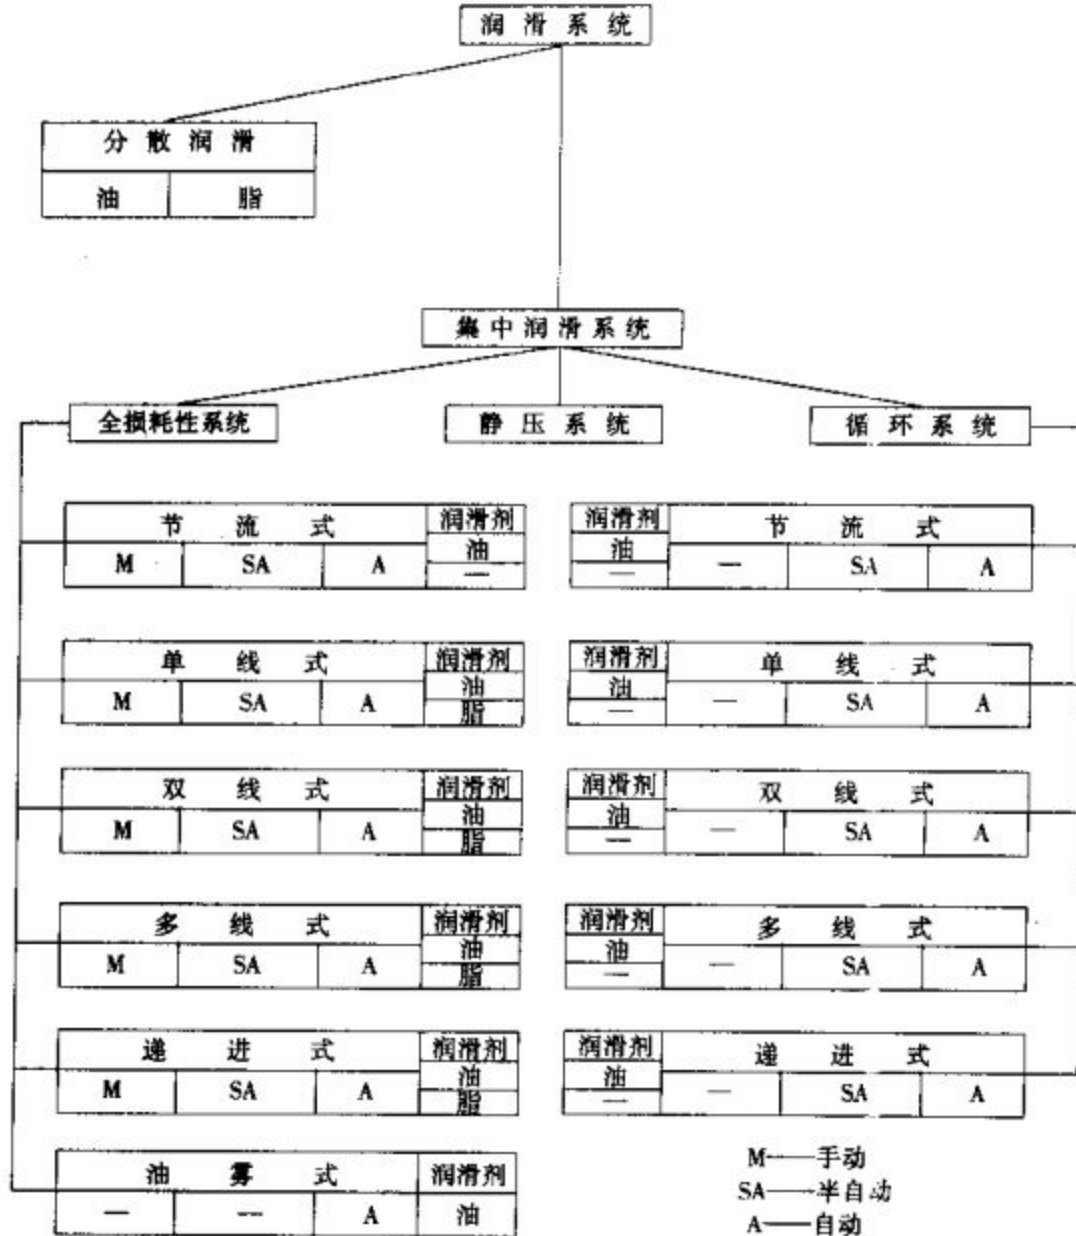 润滑系统
分散润滑
油 脂
集中润滑系统
全损耗性系统 静压系统 循环系统
节流式 润滑剂
油
M SA A —
润滑剂 节流式
油
— — SA A
单线式 润滑剂
油
M SA A 脂
润滑剂 单线式
油
— — SA A
双线式 润滑剂
油
M SA A 脂
润滑剂 双线式
油
— — SA A
多线式 润滑剂
油
M SA A 脂
润滑剂 多线式
油
— — SA A
递进式 润滑剂
油
M SA A 脂
润滑剂 递进式
油
— — SA A
油雾式 润滑剂
— — A 油
M——手动
SA——半自动
A——自动